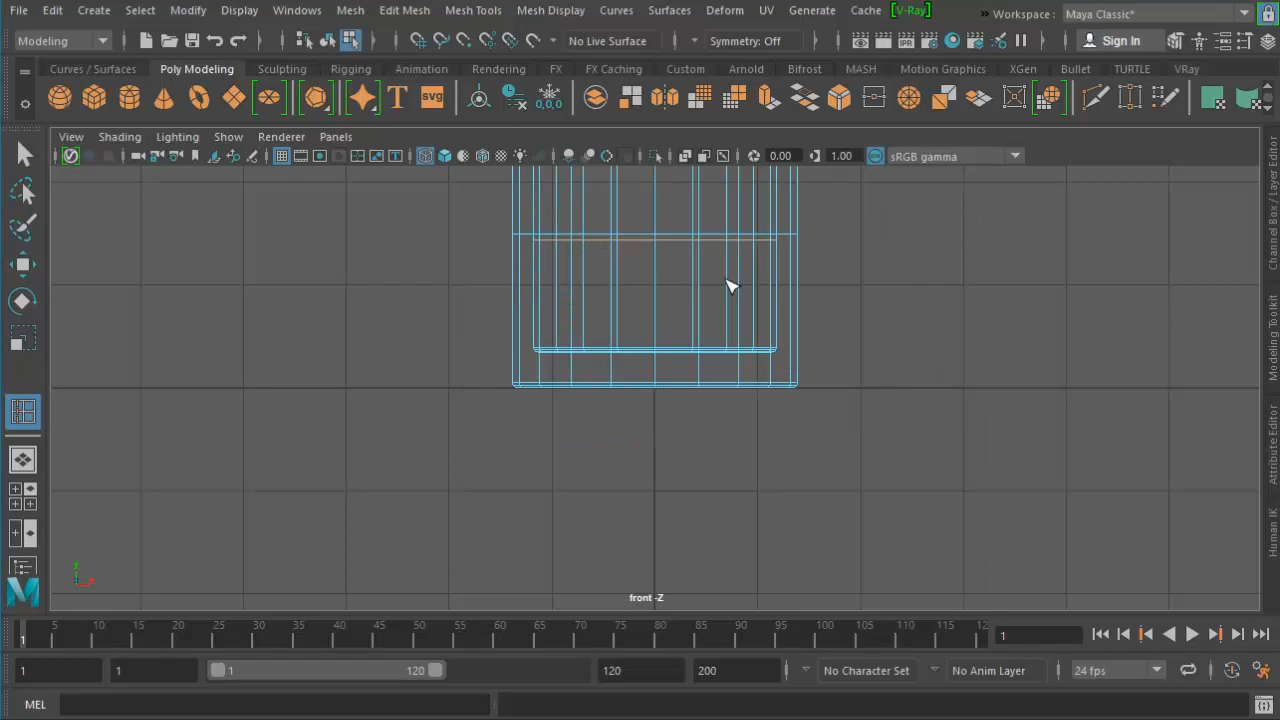 File Edit Create Select Modify Display Windows Mesh Edit Mesh Mesh Tools Mesh Display Curves Surfaces Deform UV Generate Cache [V-Ray] » Workspace : Maya Classic*
Modeling No Live Surface Symmetry: Off Sign In
Curves / Surfaces Poly Modeling Sculpting Rigging Animation Rendering FX FX Caching Custom Arnold Bifrost MASH Motion Graphics XGen Bullet TURTLE VRay
T SVG 0,0,0
View Shading Lighting Show Renderer Panels
0.00 1.00 sRGB gamma
Channel Box / Layer Editor
Modeling Toolkit
Attribute Editor
Human IK
Y
front -Z
1 5 10 15 20 25 30 35 40 45 50 55 60 65 70 75 80 85 90 95 100 105 110 115 12 1
1 1 1 120 120 200 No Character Set No Anim Layer 24 fps
MEL